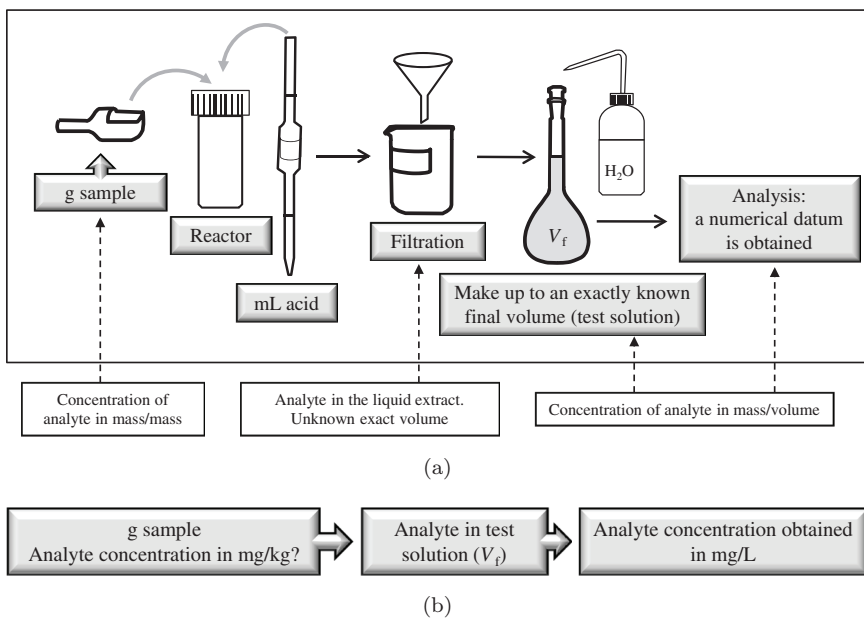 g sample
Reactor
mL acid
Filtration
H₂O
V_f
Make up to an exactly known
final volume (test solution)
Analysis:
a numerical datum
is obtained
Concentration of
analyte in mass/mass
Analyte in the liquid extract.
Unknown exact volume
Concentration of analyte in mass/volume
(a)
g sample
Analyte concentration in mg/kg?
Analyte in test
solution (V_f)
Analyte concentration obtained
in mg/L
(b)